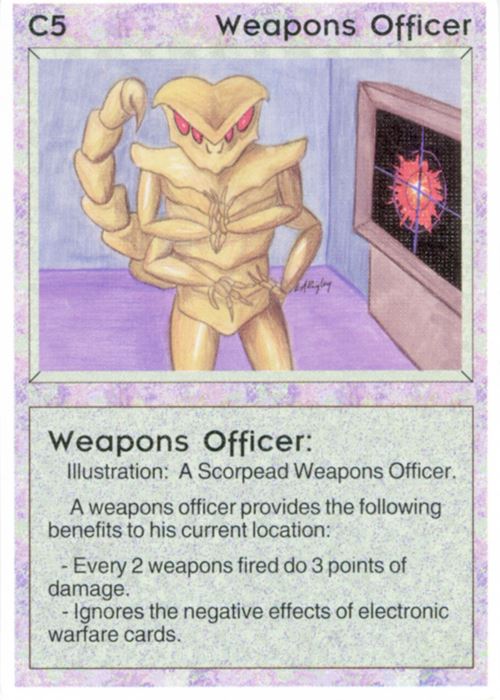 C5 Weapons Officer
Weapons Officer:
Illustration: A Scorpead Weapons Officer.
A weapons officer provides the following
benefits to his current location:
- Every 2 weapons fired do 3 points of
damage.
- Ignores the negative effects of electronic
warfare cards.